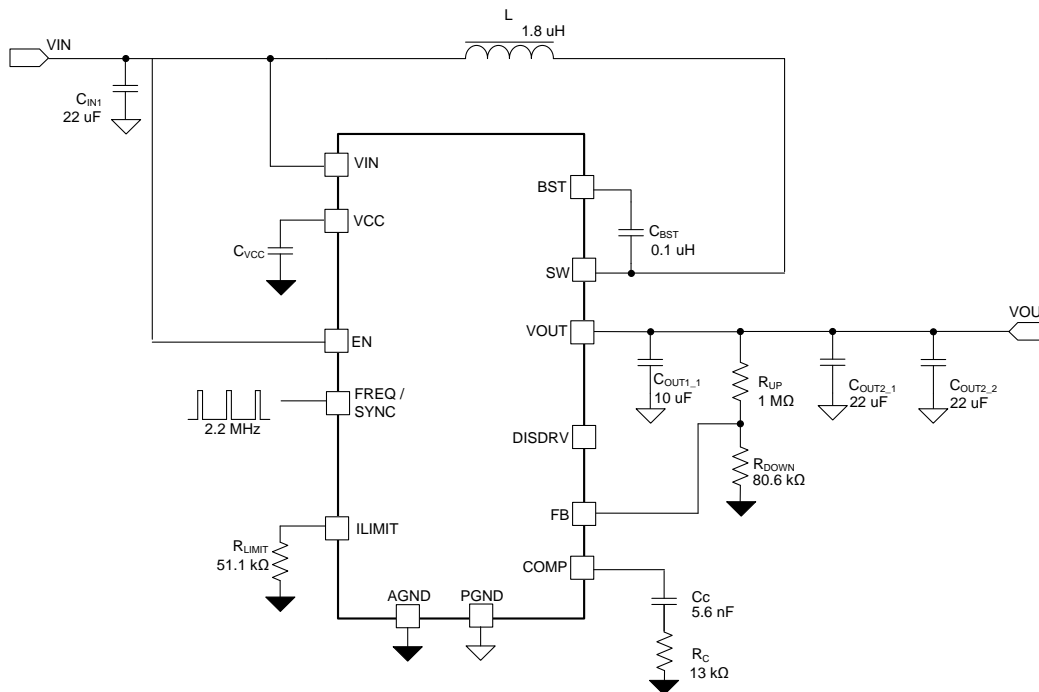 L
1.8 uH
VIN
CIN1
22 uF
VIN
BST
VCC
CVCC
CBST
0.1 uH
SW
VOUT
VOU
EN
COUT1_1
10 uF
RUP
1 MΩ
COUT2_1
22 uF
COUT2_2
22 uF
FREQ /
SYNC
2.2 MHz
DISDRV
RDOWN
80.6 kΩ
FB
ILIMIT
RLIMIT
51.1 kΩ
COMP
AGND
PGND
Cc
5.6 nF
RC
13 kΩ